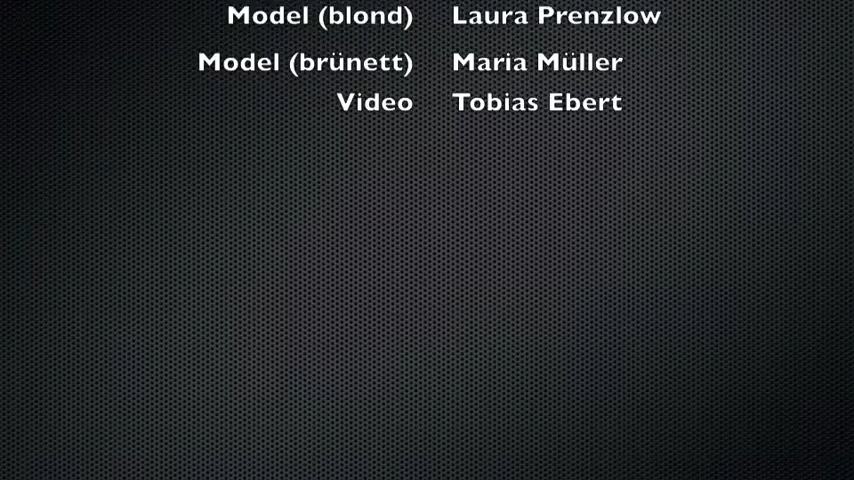 Model (blond) Laura Prenzlow
Model (brünett) Maria Müller
Video Tobias Ebert